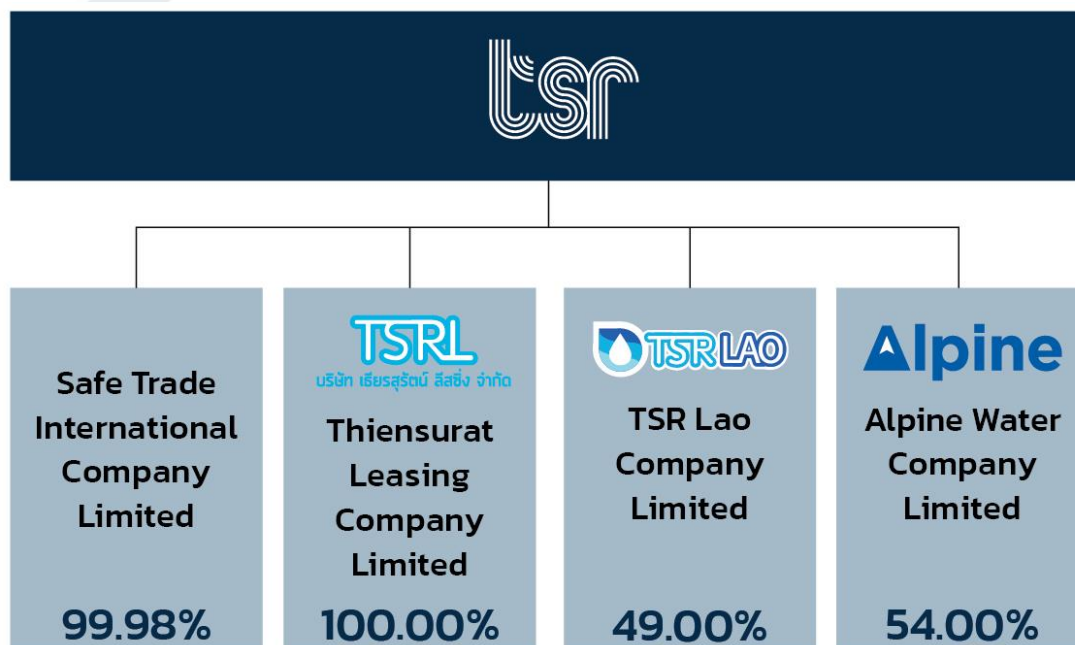 tsr
Safe Trade
International
Company
Limited
99.98%
TSRL
บริษัท เธียรสุรัตน์ ลีสซิ่ง จำกัด
Thiensurat
Leasing
Company
Limited
100.00%
TSR LAO
TSR Lao
Company
Limited
49.00%
Alpine
Alpine Water
Company
Limited
54.00%